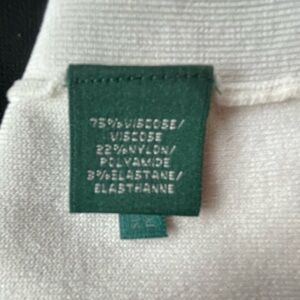 75%VISCOSE/
VISCOSE
22%NYLON/
POLYAMIDE
3%ELASTANE/
ELASTHANNE